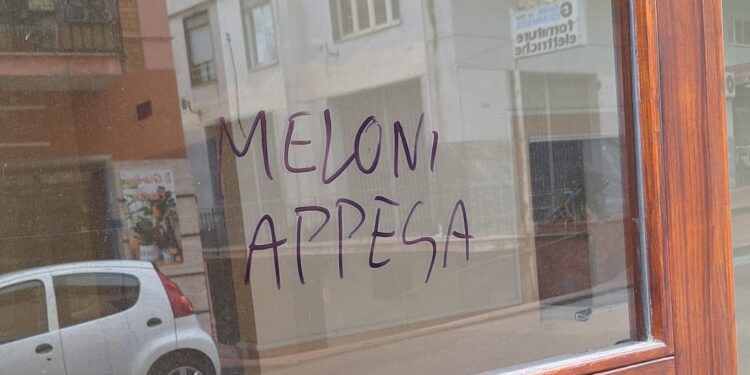 MELONI
APPESA
forniture
elettriche